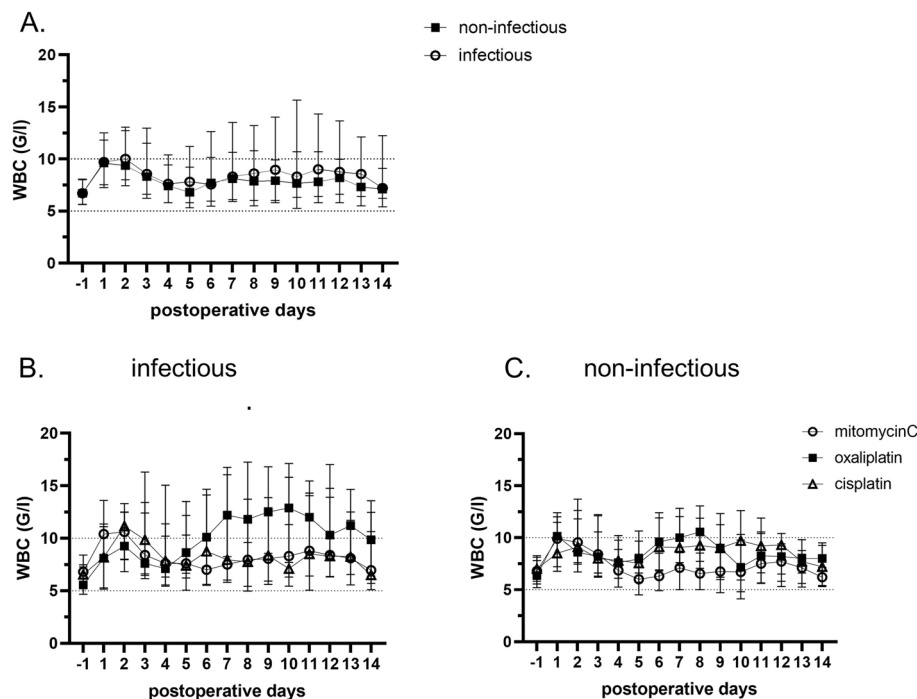 A.
non-infectious
infectious
WBC (G/l)
20
15
10
5
0
-1 1 2 3 4 5 6 7 8 9 10 11 12 13 14
postoperative days
B. infectious
WBC (G/l)
20
15
10
5
0
-1 1 2 3 4 5 6 7 8 9 10 11 12 13 14
postoperative days
C. non-infectious
mitomycinC
oxaliplatin
cisplatin
WBC (G/l)
20
15
10
5
0
-1 1 2 3 4 5 6 7 8 9 10 11 12 13 14
postoperative days